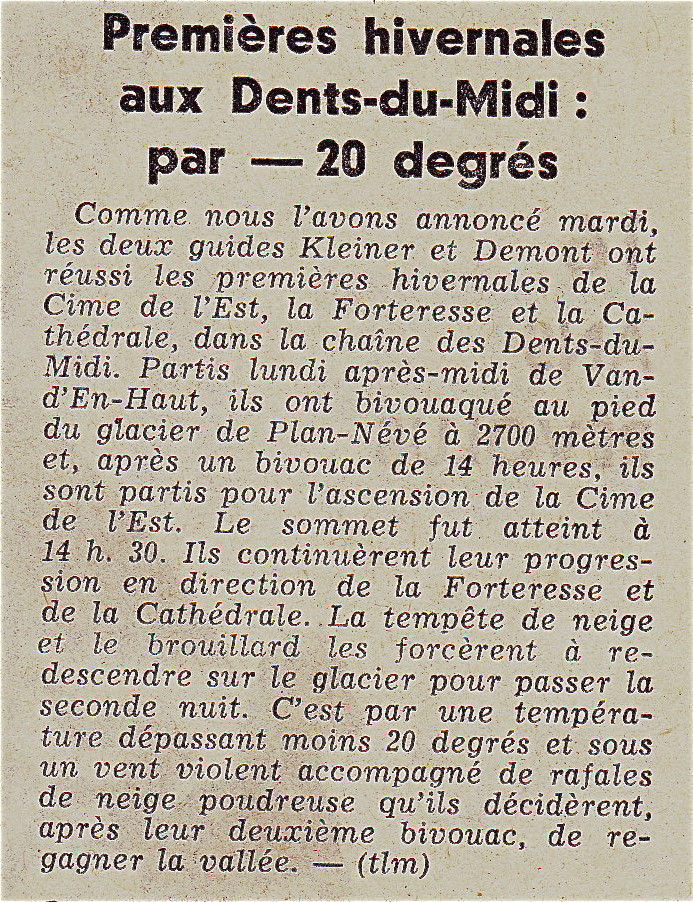 Premières hivernales
aux Dents-du-Midi :
par — 20 degrés
Comme nous l'avons annoncé mardi,
les deux guides Kleiner et Demont ont
réussi les premières hivernales de la
Cime de l'Est, la Forteresse et la Ca-
thédrale, dans la chaîne des Dents-du-
Midi. Partis lundi après-midi de Van-
d'En-Haut, ils ont bivouaqué au pied
du glacier de Plan-Névé à 2700 mètres
et, après un bivouac de 14 heures, ils
sont partis pour l'ascension de la Cime
de l'Est. Le sommet fut atteint à
14 h. 30. Ils continuèrent leur progres-
sion en direction de la Forteresse et
de la Cathédrale. La tempête de neige
et le brouillard les forcèrent à re-
descendre sur le glacier pour passer la
seconde nuit. C'est par une tempéra-
ture dépassant moins 20 degrés et sous
un vent violent accompagné de rafales
de neige poudreuse qu'ils décidèrent,
après leur deuxième bivouac, de re-
gagner la vallée. — (tlm)